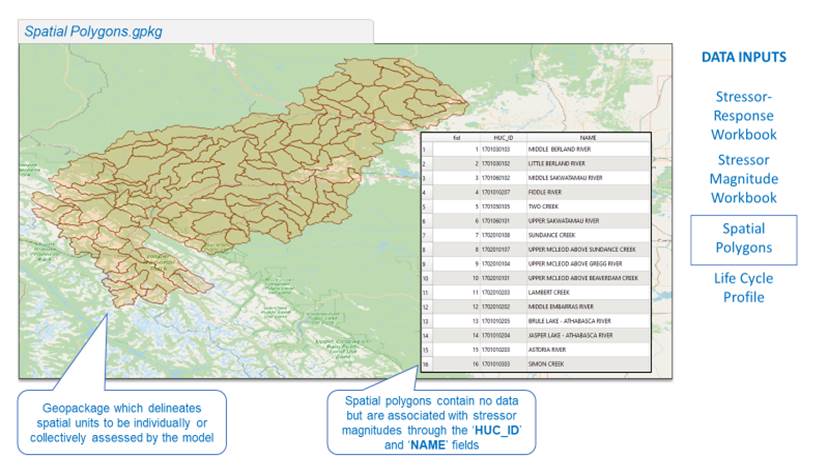 Spatial Polygons.gpkg
DATA INPUTS
Stressor-
Response
Workbook
Stressor
Magnitude
Workbook
Spatial
Polygons
Life Cycle
Profile
fid HUC_ID NAME
1 1 1701030103 MIDDLE BERLAND RIVER
2 2 1701030102 LITTLE BERLAND RIVER
3 3 1701060102 MIDDLE SAKWATAMAU RIVER
4 4 1701010207 FIDDLE RIVER
5 5 1701050105 TWO CREEK
6 6 1701060101 UPPER SAKWATAMAU RIVER
7 7 1702010108 SUNDANCE CREEK
8 8 1702010107 UPPER MCLEOD ABOVE SUNDANCE CREEK
9 9 1702010104 UPPER MCLEOD ABOVE GREGG RIVER
10 10 1702010101 UPPER MCLEOD ABOVE BEAVERDAM CREEK
11 11 1702010203 LAMBERT CREEK
12 12 1702010202 MIDDLE EMBARRAS RIVER
13 13 1701010205 BRULE LAKE - ATHABASCA RIVER
14 14 1701010204 JASPER LAKE - ATHABASCA RIVER
15 15 1701010203 ASTORIA RIVER
16 16 1701010303 SIMON CREEK
Geopackage which delineates
spatial units to be individually or
collectively assessed by the model
Spatial polygons contain no data
but are associated with stressor
magnitudes through the ‘HUC_ID’
and ‘NAME’ fields